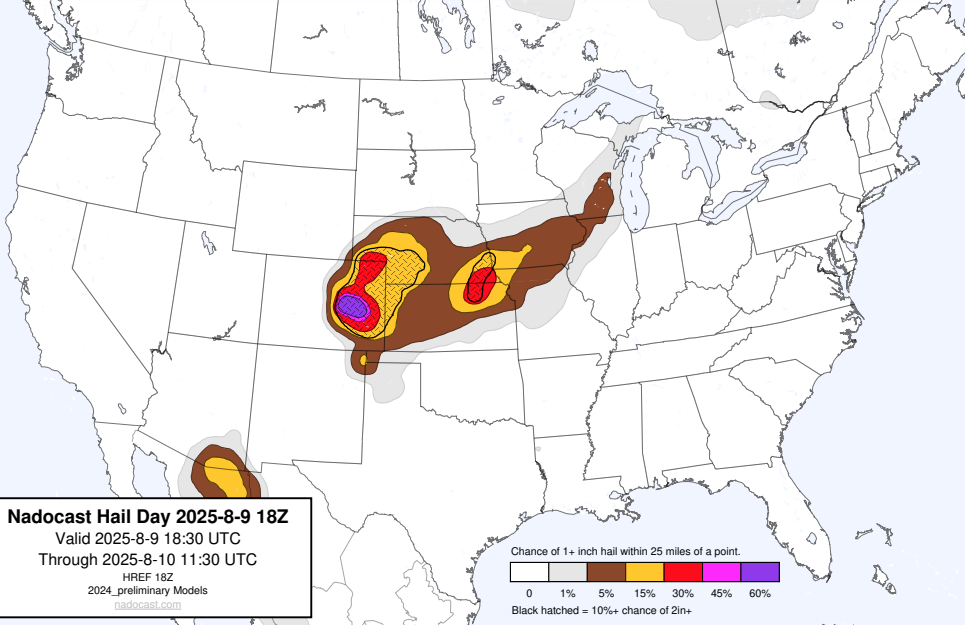 Nadocast Hail Day 2025-8-9 18Z
Valid 2025-8-9 18:30 UTC
Through 2025-8-10 11:30 UTC
HREF 18Z
2024_preliminary Models
nadocast.com
Chance of 1+ inch hail within 25 miles of a point.
0 1% 5% 15% 30% 45% 60%
Black hatched = 10%+ chance of 2in+